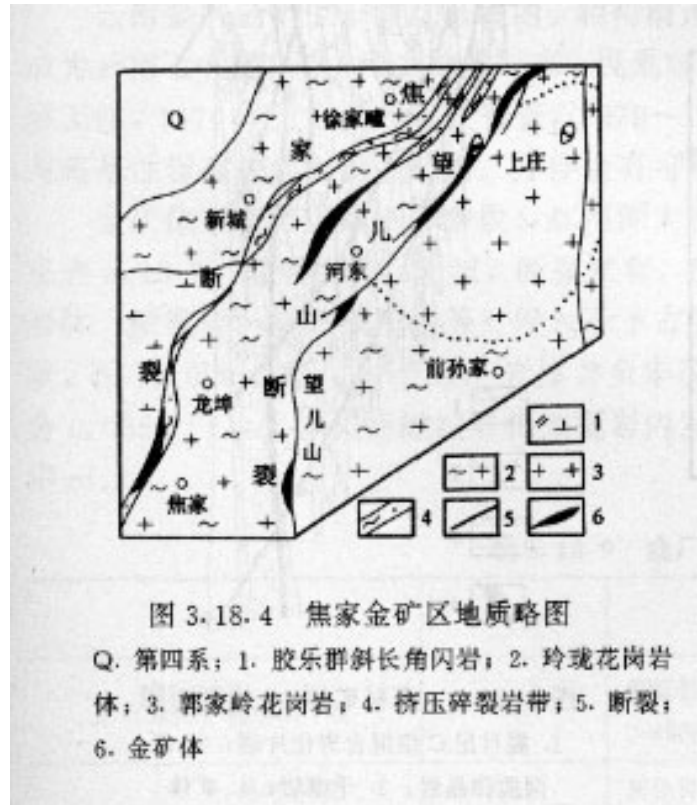 Q
焦
徐家疃
家
望
上庄
新城
儿
河东
断
山
裂
断
望
前孙家
龙埠
儿
山
裂
焦家
1
2
3
4
5
6
图 3.18.4 焦家金矿区地质略图
Q. 第四系；1. 胶乐群斜长角闪岩；2. 玲珑花岗岩
体；3. 郭家岭花岗岩；4. 挤压碎裂岩带；5. 断裂；
6. 金矿体